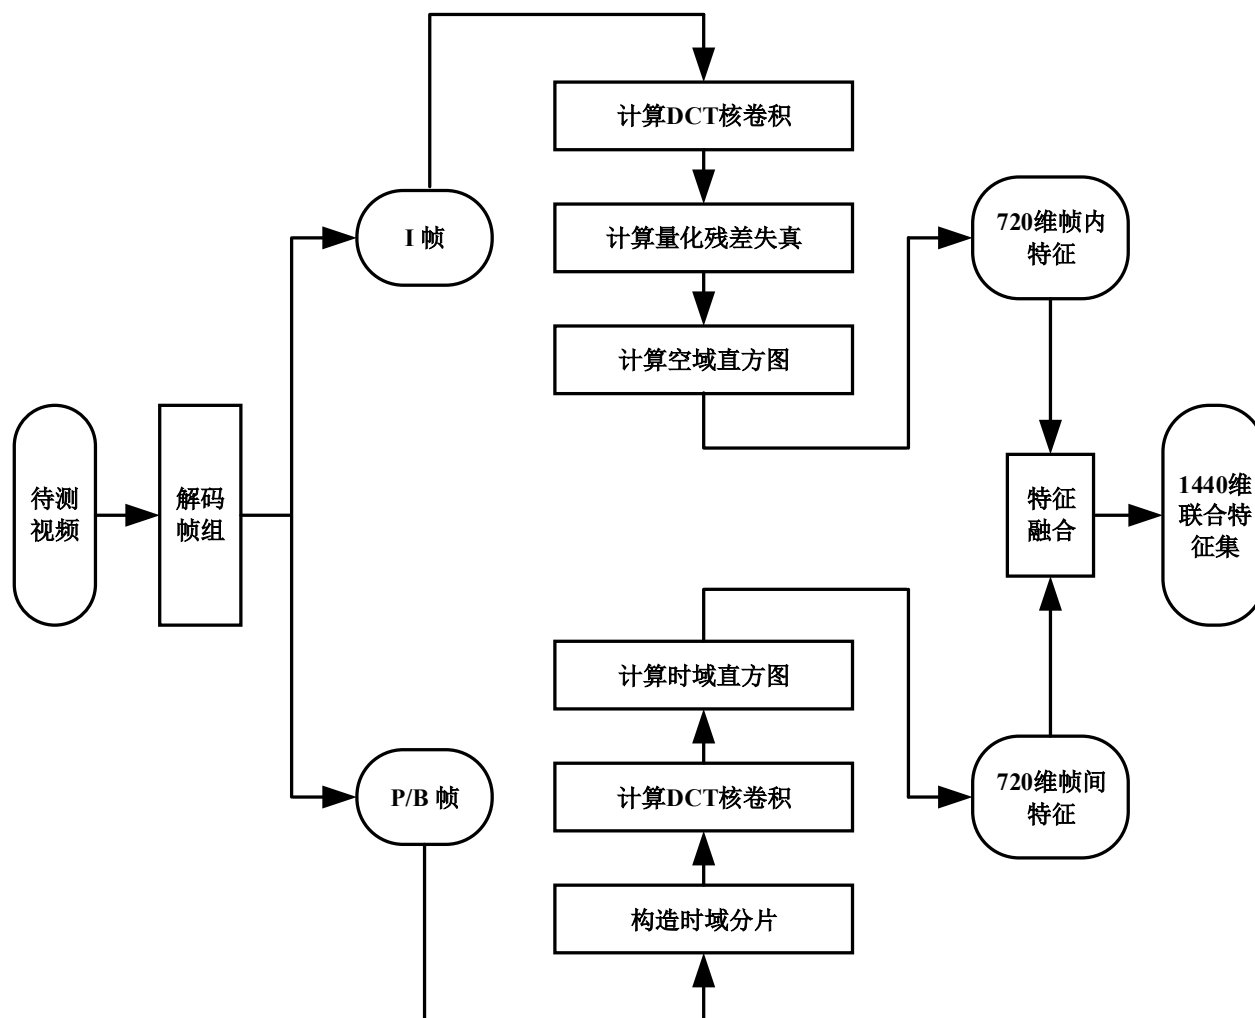 计算DCT核卷积
I 帧
计算量化残差失真
720维帧内
特征
计算空域直方图
待测
视频
解码
帧组
特征
融合
1440维
联合特
征集
计算时域直方图
P/B 帧
计算DCT核卷积
720维帧间
特征
构造时域分片